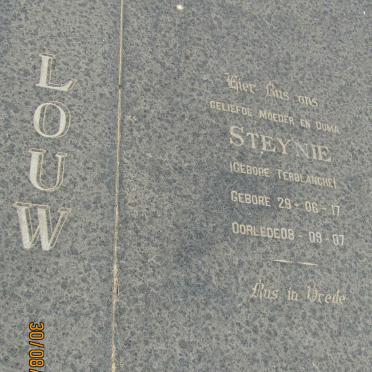 LOUW
Hier Rus ons
GELIEFDE MOEDER EN OUMA
STEYNIE
(GEBORE TERBLANCHE)
GEBORE 29-06-17
OORLEDE 08-09-07
Rus in Vrede
30/08/